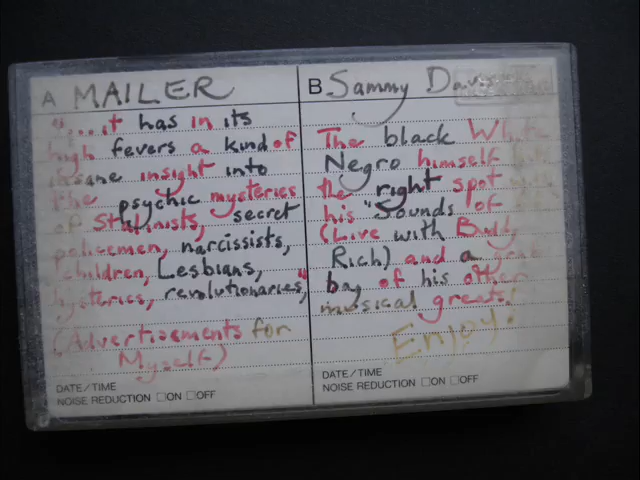 A MAILER
"....it has in its
high fevers a kind of
insane insight into
the psychic mysteries
of Stalinists, secret
policemen, narcissists,
children, Lesbians,
hysterics, revolutionaries,"
(Advertisements for
Myself)
DATE/TIME
NOISE REDUCTION □ON □OFF
B Sammy Davis
The black White
Negro himself
the right spot
his "Sounds of
(Live with Buddy
Rich) and a grab
bag of his other
musical greats.
Enjoy!
DATE/TIME
NOISE REDUCTION □ON □OFF